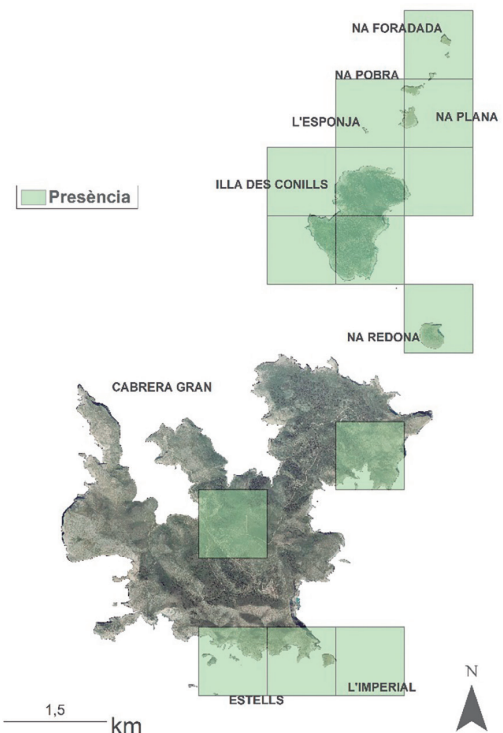 NA FORADADA
NA POBRA
NA PLANA
L'ESPONJA
ILLA DES CONILLS
Presència
NA REDONA
CABRERA GRAN
L'IMPERIAL
ESTELLS
N
1,5
km